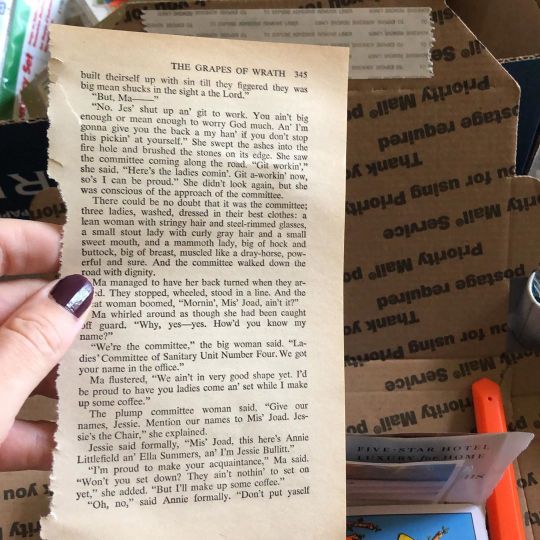 THE GRAPES OF WRATH 345
built theirself up with sin till they figgered they was
big mean shucks in the sight a the Lord."
"But, Ma——"
"No. Jes' shut up an' git to work. You ain't big
enough or mean enough to worry God much. An' I'm
gonna give you the back a my han' if you don't stop
this pickin' at yourself." She swept the ashes into the
fire hole and brushed the stones on its edge. She saw
the committee coming along the road. "Git workin',"
she said. "Here's the ladies comin'. Git a-workin' now,
so's I can be proud." She didn't look again, but she
was conscious of the approach of the committee.
There could be no doubt that it was the committee;
three ladies, washed, dressed in their best clothes: a
lean woman with stringy hair and steel-rimmed glasses,
a small stout lady with curly gray hair and a small
sweet mouth, and a mammoth lady, big of hock and
buttock, big of breast, muscled like a dray-horse, pow-
erful and sure. And the committee walked down the
road with dignity.
Ma managed to have her back turned when they ar-
d. They stopped, wheeled, stood in a line. And the
at woman boomed, "Mornin', Mis' Joad, ain't it?"
Ma whirled around as though she had been caught
off guard. "Why, yes—yes. How'd you know my
name?"
"We're the committee," the big woman said. "La-
dies' Committee of Sanitary Unit Number Four. We got
your name in the office."
Ma flustered, "We ain't in very good shape yet. I'd
be proud to have you ladies come an' set while I make
up some coffee."
The plump committee woman said, "Give our
names, Jessie. Mention our names to Mis' Joad. Jes-
sie's the Chair," she explained.
Jessie said formally, "Mis' Joad, this here's Annie
Littlefield an' Ella Summers, an' I'm Jessie Bullitt."
"I'm proud to make your acquaintance," Ma said.
"Won't you set down? They ain't nothin' to set on
yet," she added. "But I'll make up some coffee."
"Oh, no," said Annie formally. "Don't put yaself
Priority Mail® Service
postage required
Thank you for using
Priority Mail® Service
postage required
Thank you for using
Priority Mail® Service
FIVE-STAR HOTEL
LUXURY for HOME